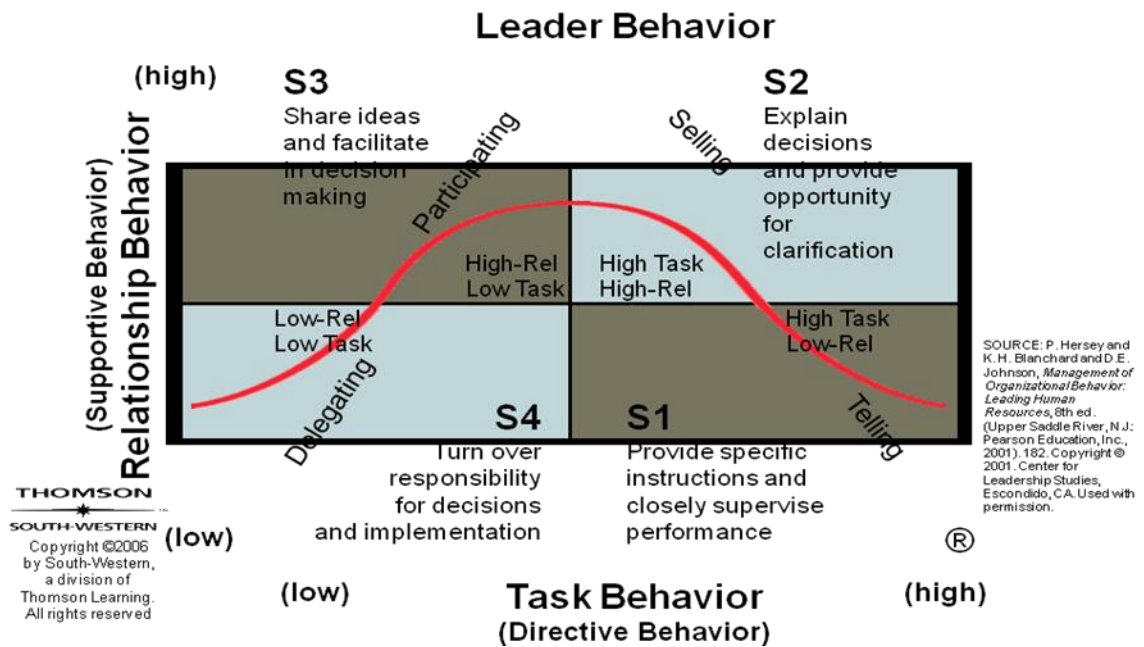 Leader Behavior
(high)
S3
Share ideas
and facilitate
in decision
making
Participating
Selling
S2
Explain
decisions
and provide
opportunity
for
clarification
(Supportive Behavior)
Relationship Behavior
High-Rel
Low Task
High Task
High-Rel
Low-Rel
Low Task
High Task
Low-Rel
Delegating
S4
Turn over
responsibility
for decisions
and implementation
S1
Provide specific
instructions and
closely supervise
performance
Telling
SOURCE: P. Hersey and
K. H. Blanchard and D.E.
Johnson, Management of
Organizational Behavior:
Leading Human
Resources, 8th ed.
(Upper Saddle River, N.J.:
Pearson Education, Inc.,
2001). 182. Copyright ©
2001. Center for
Leadership Studies,
Escondido, CA. Used with
permission.
THOMSON
SOUTH-WESTERN
Copyright ©2006
by South-Western,
a division of
Thomson Learning.
All rights reserved
(low)
®
(low)
Task Behavior
(high)
(Directive Behavior)